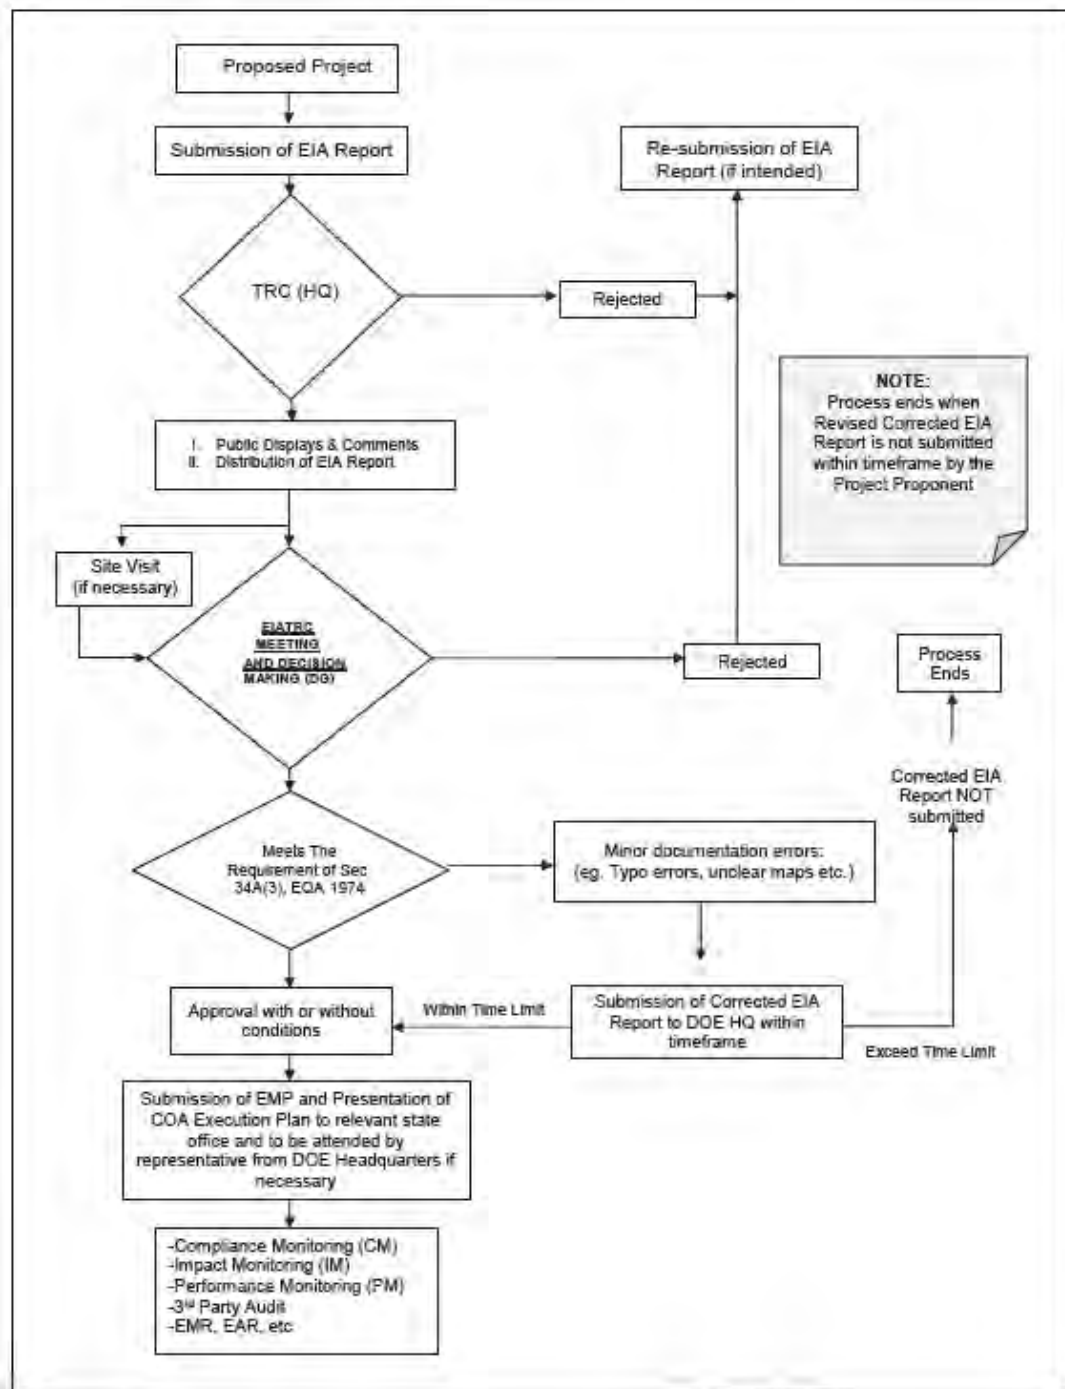 Proposed Project
Submission of EIA Report
Re-submission of EIA
Report (if intended)
TRC (HQ)
Rejected
NOTE:
Process ends when
Revised Corrected EIA
Report is not submitted
within timeframe by the
Project Proponent
I. Public Displays & Comments
II. Distribution of EIA Report
Site Visit
(if necessary)
EIATRC
MEETING
AND DECISION
MAKING (DG)
Rejected
Process
Ends
Corrected EIA
Report NOT
submitted
Meets The
Requirement of Sec
34A(3), EQA 1974
Minor documentation errors:
(eg. Typo errors, unclear maps etc.)
Approval with or without
conditions
Within Time Limit
Submission of Corrected EIA
Report to DOE HQ within
timeframe
Exceed Time Limit
Submission of EMP and Presentation of
COA Execution Plan to relevant state
office and to be attended by
representative from DOE Headquarters if
necessary
-Compliance Monitoring (CM)
-Impact Monitoring (IM)
-Performance Monitoring (PM)
-3rd Party Audit
-EMR, EAR, etc